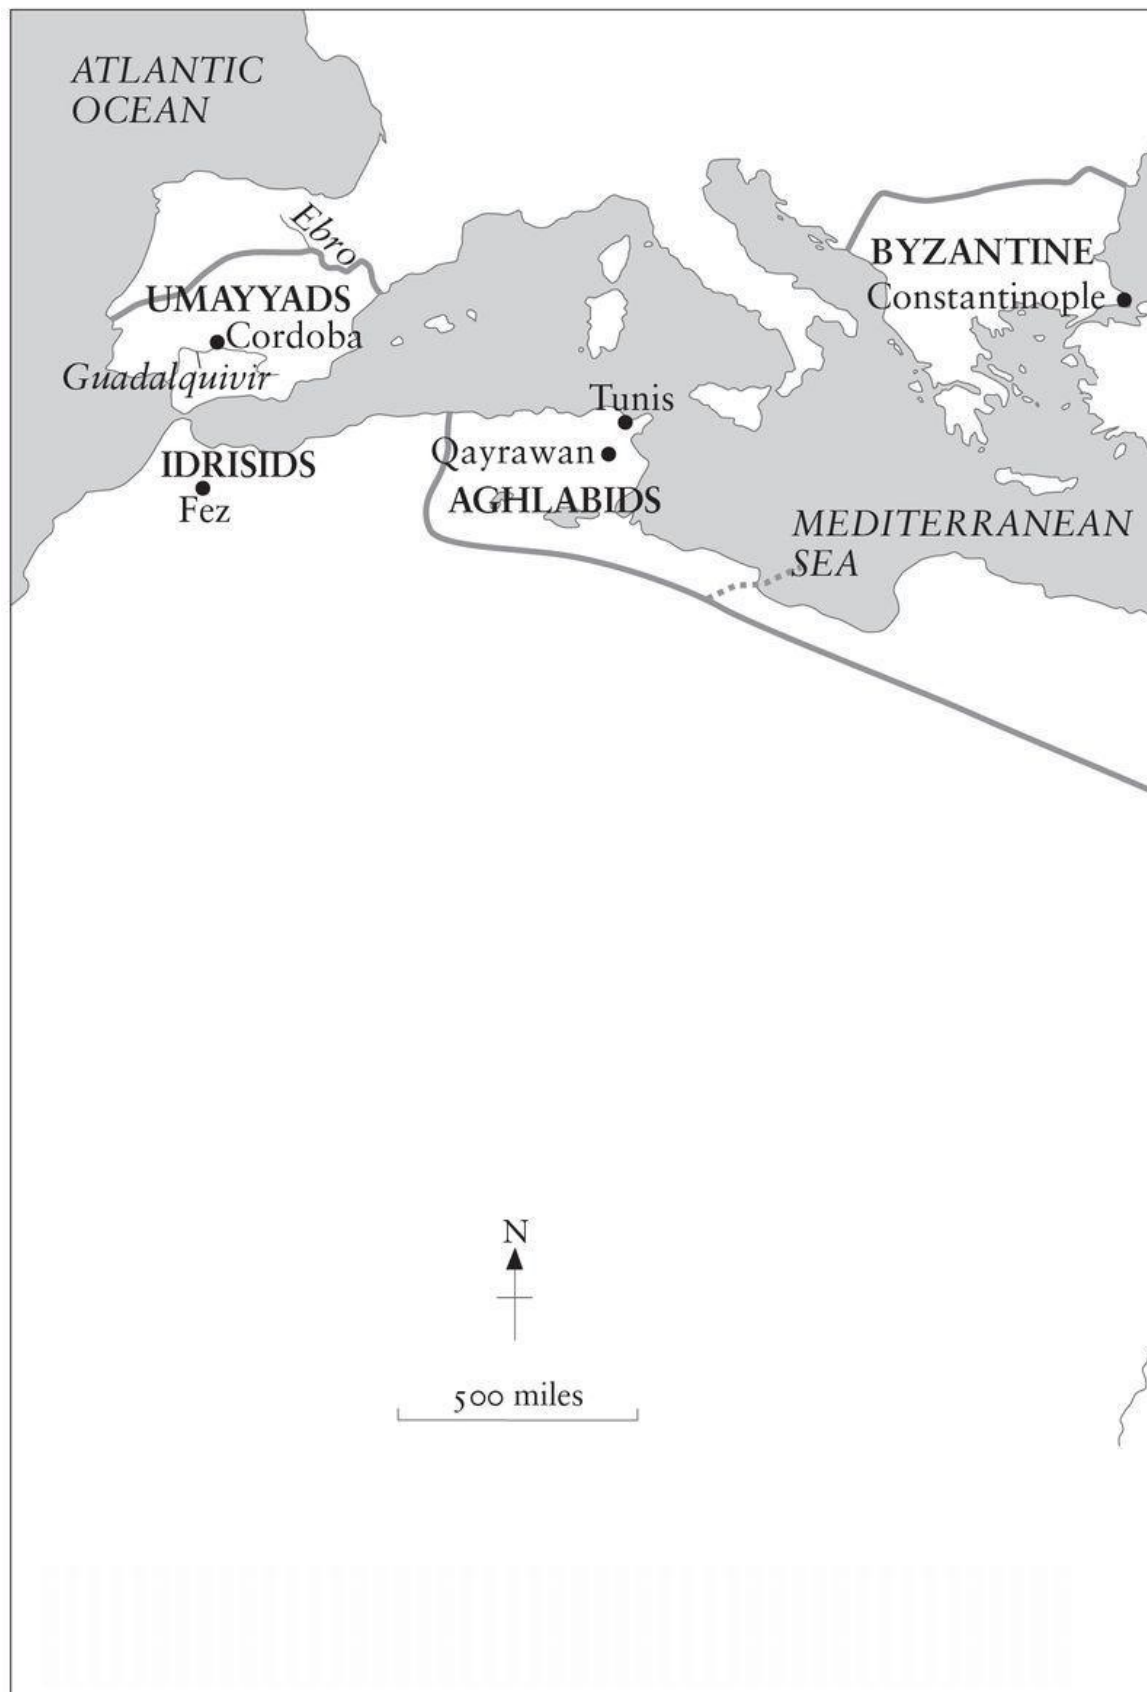 ATLANTIC
OCEAN
Ebro
BYZANTINE
UMAYYADS
Constantinople
Cordoba
Guadalquivir
Tunis
Qayrawan
IDRISIDS
AGHLABIDS
Fez
MEDITERRANEAN
SEA
N
500 miles